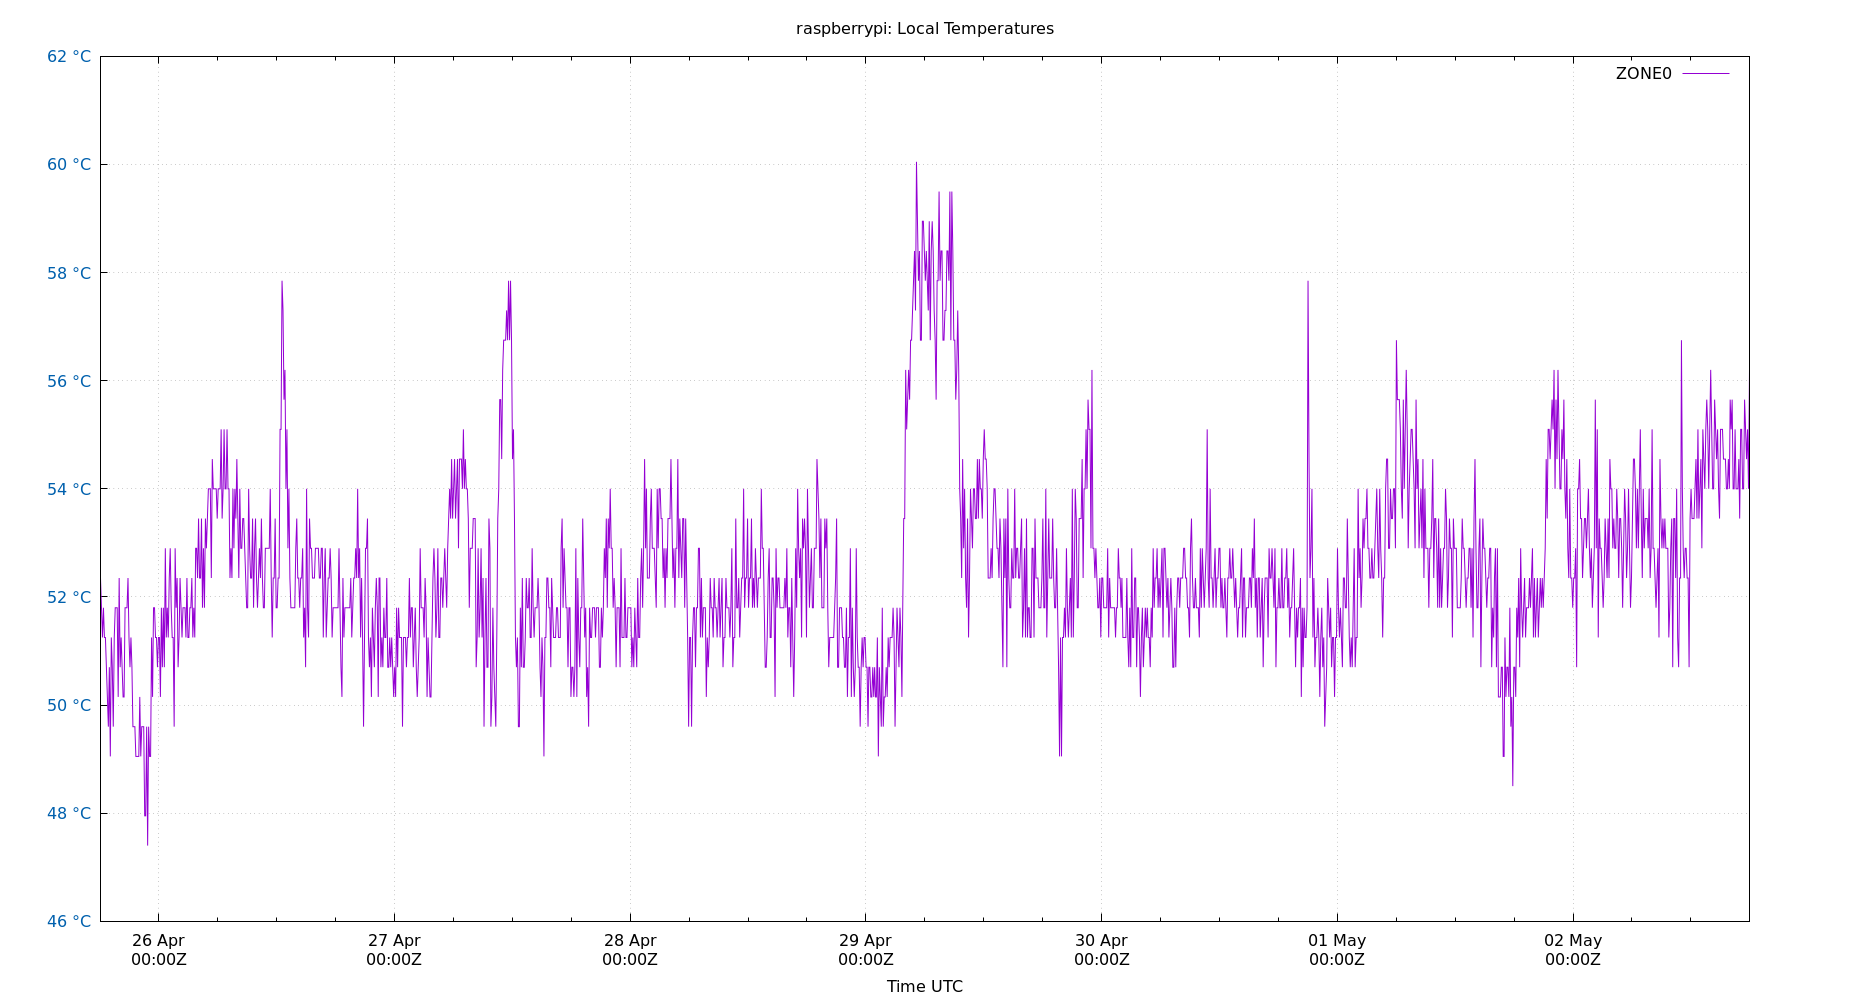 raspberrypi: Local Temperatures
62 °C
ZONE0
60 °C
58 °C
56 °C
54 °C
52 °C
50 °C
48 °C
46 °C
26 Apr 27 Apr 28 Apr 29 Apr 30 Apr 01 May 02 May
00:00Z 00:00Z 00:00Z 00:00Z 00:00Z 00:00Z 00:00Z
Time UTC